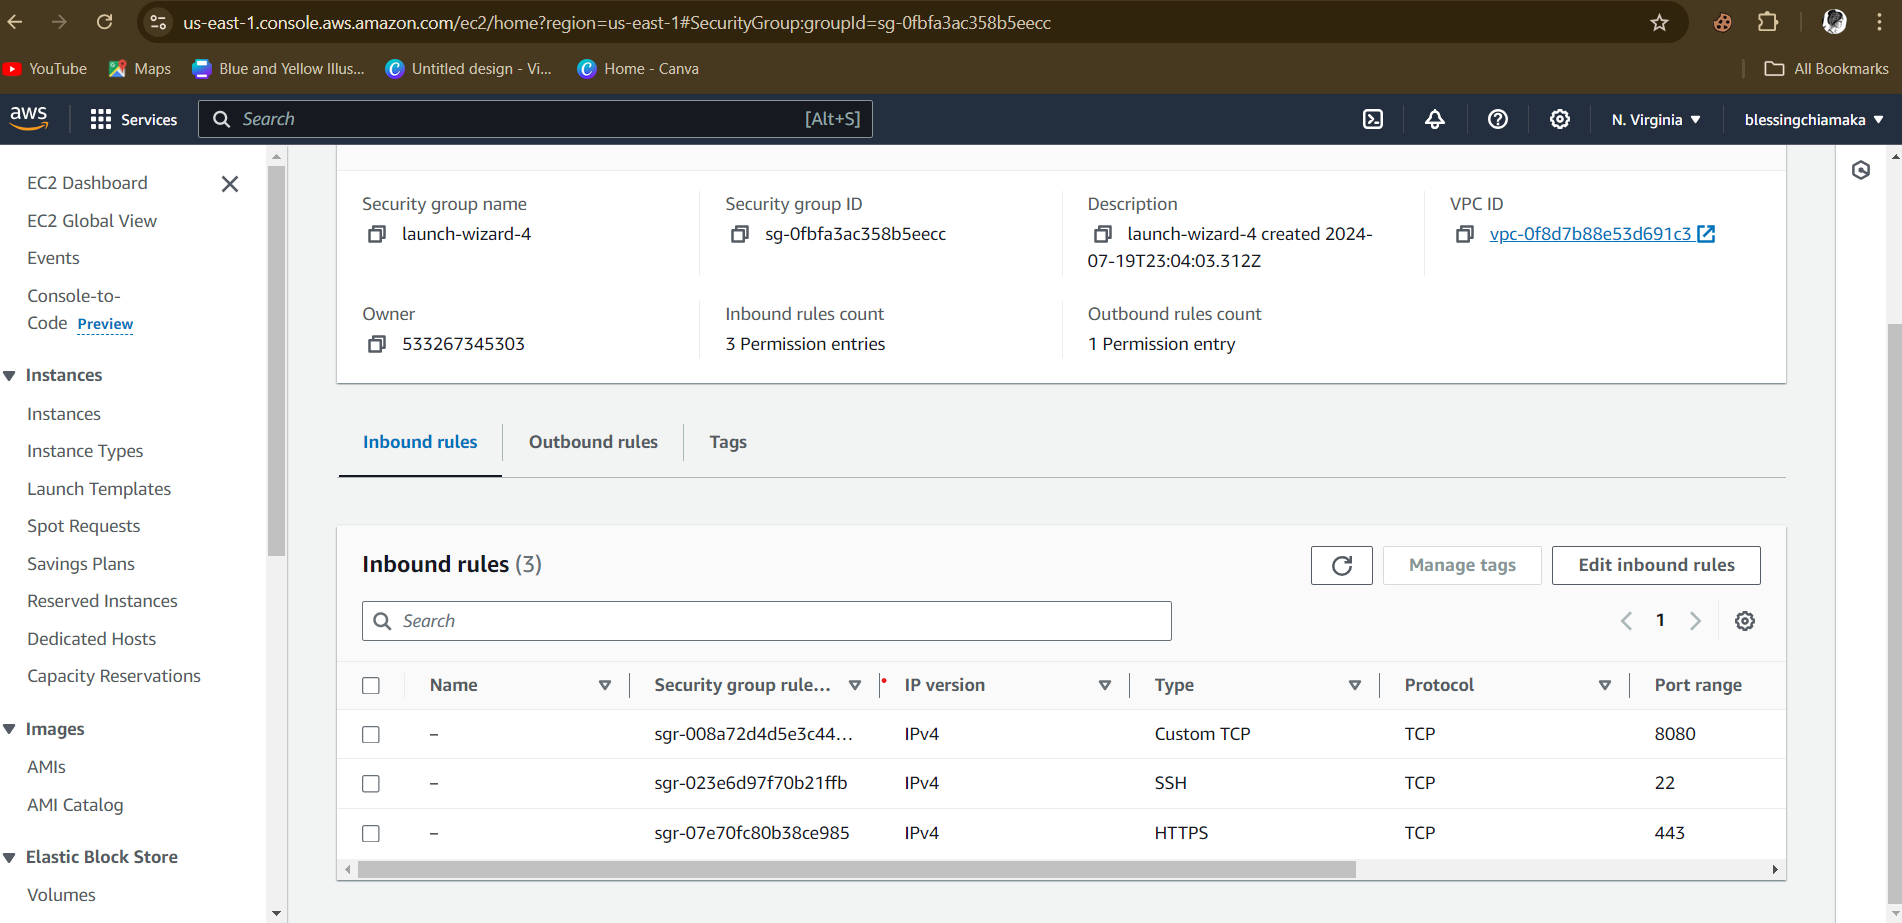 us-east-1.console.aws.amazon.com/ec2/home?region=us-east-1#SecurityGroup:groupId=sg-0fbfa3ac358b5eecc
YouTube Maps Blue and Yellow Illus... Untitled design - Vi... Home - Canva All Bookmarks
aws Services Search [Alt+S] N. Virginia blessingchiamaka
EC2 Dashboard
EC2 Global View
Events
Console-to-
Code Preview
Instances
Instances
Instance Types
Launch Templates
Spot Requests
Savings Plans
Reserved Instances
Dedicated Hosts
Capacity Reservations
Images
AMIs
AMI Catalog
Elastic Block Store
Volumes
Security group name
launch-wizard-4
Security group ID
sg-0fbfa3ac358b5eecc
Description
launch-wizard-4 created 2024-
07-19T23:04:03.312Z
VPC ID
vpc-0f8d7b88e53d691c3
Owner
533267345303
Inbound rules count
3 Permission entries
Outbound rules count
1 Permission entry
Inbound rules Outbound rules Tags
Inbound rules (3) Manage tags Edit inbound rules
Search 1
Name Security group rule... IP version Type Protocol Port range
– sgr-008a72d4d5e3c44... IPv4 Custom TCP TCP 8080
– sgr-023e6d97f70b21ffb IPv4 SSH TCP 22
– sgr-07e70fc80b38ce985 IPv4 HTTPS TCP 443